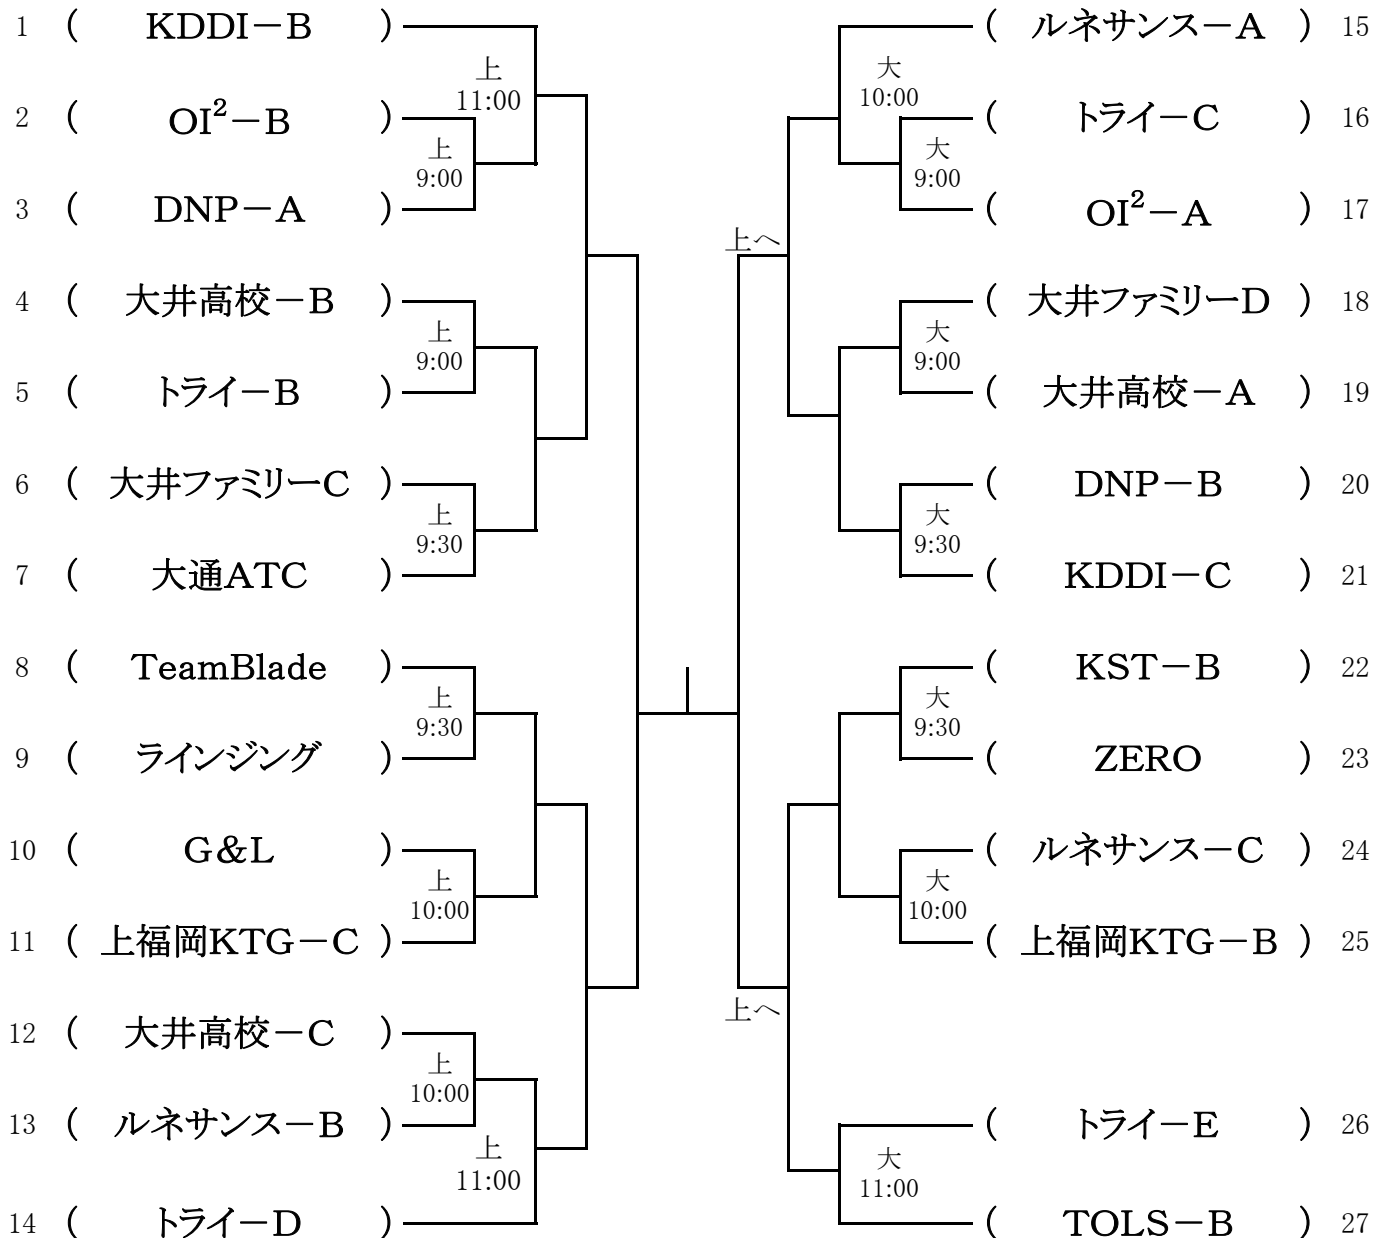 1 ( KDDI－B )
上
11:00
2 ( OI²－B )
上
9:00
3 ( DNP－A )
4 ( 大井高校－B )
上
9:00
5 ( トライ－B )
6 ( 大井ファミリーC )
上
9:30
7 ( 大通ATC )
8 ( TeamBlade )
上
9:30
9 ( ラインジング )
10 ( G&L )
上
10:00
11 ( 上福岡KTG－C )
12 ( 大井高校－C )
上
10:00
13 ( ルネサンス－B )
上
11:00
14 ( トライ－D )
( ルネサンス－A ) 15
大
10:00
( トライ－C ) 16
大
9:00
( OI²－A ) 17
上へ
( 大井ファミリーD ) 18
大
9:00
( 大井高校－A ) 19
( DNP－B ) 20
大
9:30
( KDDI－C ) 21
( KST－B ) 22
大
9:30
( ZERO ) 23
( ルネサンス－C ) 24
大
10:00
( 上福岡KTG－B ) 25
上へ
( トライ－E ) 26
大
11:00
( TOLS－B ) 27